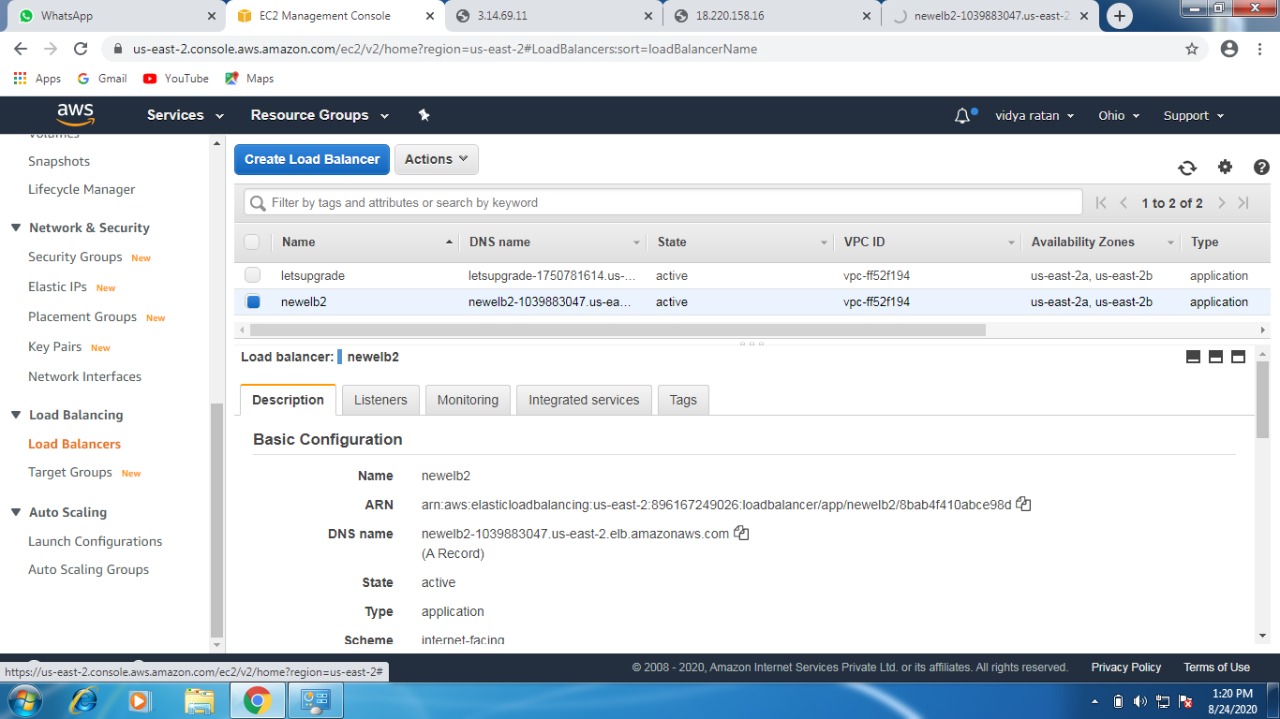 WhatsApp
EC2 Management Console
3.14.69.11
18.220.158.16
newelb2-1039883047.us-east-2
us-east-2.console.aws.amazon.com/ec2/v2/home?region=us-east-2#LoadBalancers:sort=loadBalancerName
Apps Gmail YouTube Maps
aws Services Resource Groups vidya ratan Ohio Support
Volumes
Snapshots
Lifecycle Manager
Network & Security
Security Groups New
Elastic IPs New
Placement Groups New
Key Pairs New
Network Interfaces
Load Balancing
Load Balancers
Target Groups New
Auto Scaling
Launch Configurations
Auto Scaling Groups
Create Load Balancer Actions
Filter by tags and attributes or search by keyword
1 to 2 of 2
Name DNS name State VPC ID Availability Zones Type
letsupgrade letsupgrade-1750781614.us-... active vpc-ff52f194 us-east-2a, us-east-2b application
newelb2 newelb2-1039883047.us-ea... active vpc-ff52f194 us-east-2a, us-east-2b application
Load balancer: newelb2
Description Listeners Monitoring Integrated services Tags
Basic Configuration
Name newelb2
ARN arn:aws:elasticloadbalancing:us-east-2:896167249026:loadbalancer/app/newelb2/8bab4f410abce98d
DNS name newelb2-1039883047.us-east-2.elb.amazonaws.com
(A Record)
State active
Type application
Scheme internet-facing
https://us-east-2.console.aws.amazon.com/ec2/v2/home?region=us-east-2#
© 2008 - 2020, Amazon Internet Services Private Ltd. or its affiliates. All rights reserved. Privacy Policy Terms of Use
1:20 PM
8/24/2020